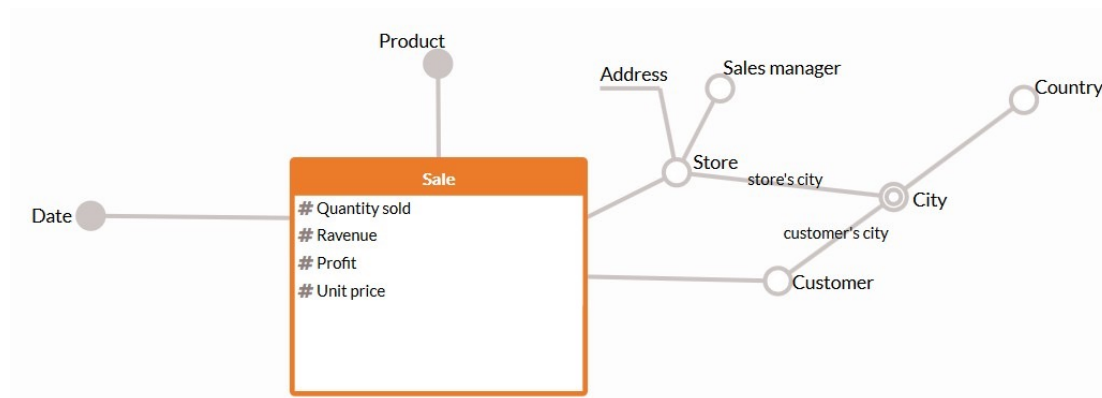 Product
Address
Sales manager
Country
Sale
Store
store's city
City
Date
# Quantity sold
# Ravenue
# Profit
# Unit price
customer's city
Customer